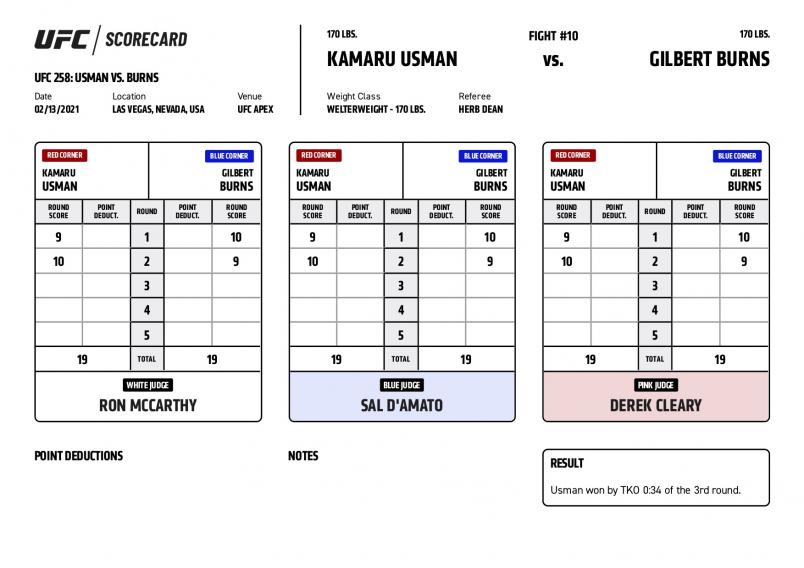 UFC / SCORECARD
UFC 258: USMAN VS. BURNS
Date Location Venue
02/13/2021 LAS VEGAS, NEVADA, USA UFC APEX
170 LBS. FIGHT #10 170 LBS.
KAMARU USMAN VS. GILBERT BURNS
Weight Class Referee
WELTERWEIGHT - 170 LBS. HERB DEAN
RED CORNER BLUE CORNER
KAMARU GILBERT
USMAN BURNS
ROUND SCORE POINT DEDUCT. ROUND POINT DEDUCT. ROUND SCORE
9 1 10
10 2 9
3
4
5
19 TOTAL 19
WHITE JUDGE
RON MCCARTHY
RED CORNER BLUE CORNER
KAMARU GILBERT
USMAN BURNS
ROUND SCORE POINT DEDUCT. ROUND POINT DEDUCT. ROUND SCORE
9 1 10
10 2 9
3
4
5
19 TOTAL 19
BLUE JUDGE
SAL D'AMATO
RED CORNER BLUE CORNER
KAMARU GILBERT
USMAN BURNS
ROUND SCORE POINT DEDUCT. ROUND POINT DEDUCT. ROUND SCORE
9 1 10
10 2 9
3
4
5
19 TOTAL 19
PINK JUDGE
DEREK CLEARY
POINT DEDUCTIONS
NOTES
RESULT
Usman won by TKO 0:34 of the 3rd round.